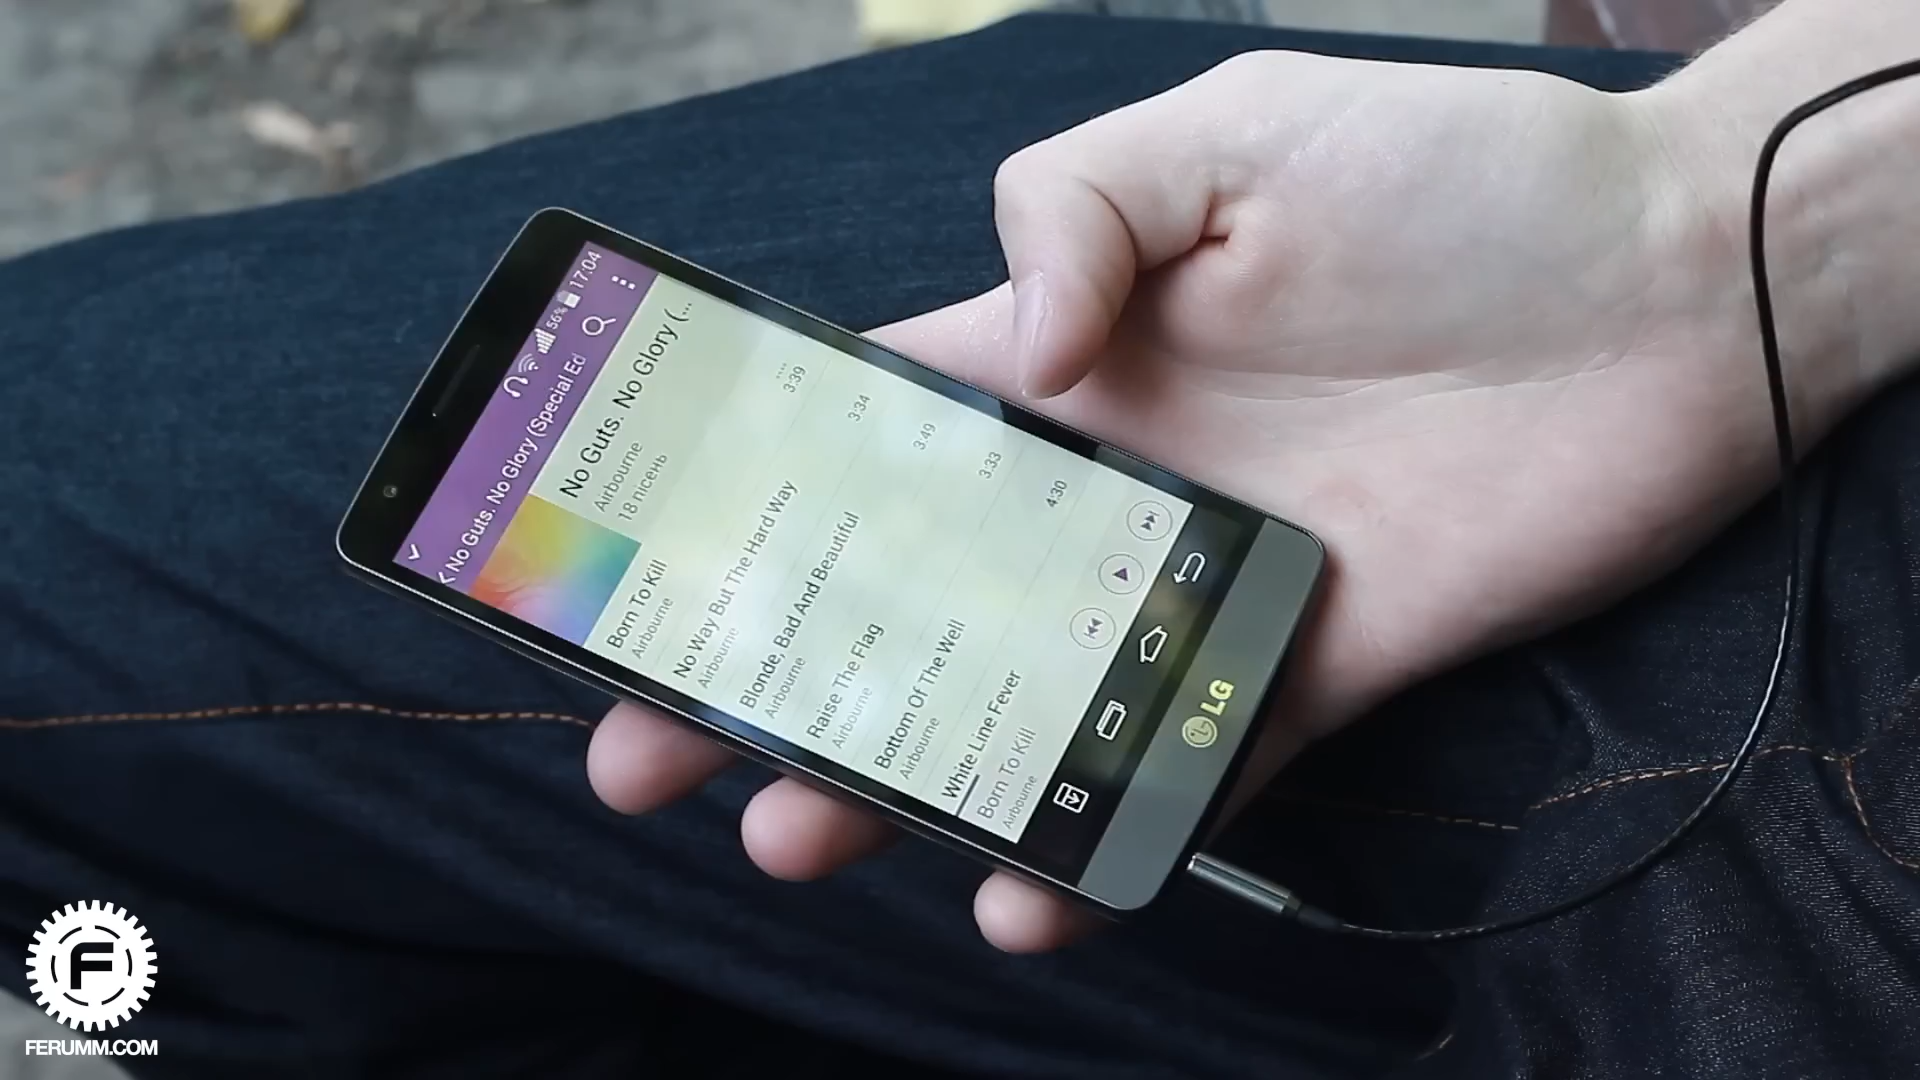 56% 17:04
No Guts. No Glory (Special Ed
No Guts. No Glory (...
Airbourne
18 пісень
Born To Kill
3:39
Airbourne
No Way But The Hard Way
3:34
Airbourne
Blonde, Bad And Beautiful
3:49
Airbourne
Raise The Flag
3:33
Airbourne
Bottom Of The Well
4:30
Airbourne
White Line Fever
Born To Kill
Airbourne
LG
F
FERUMM.COM